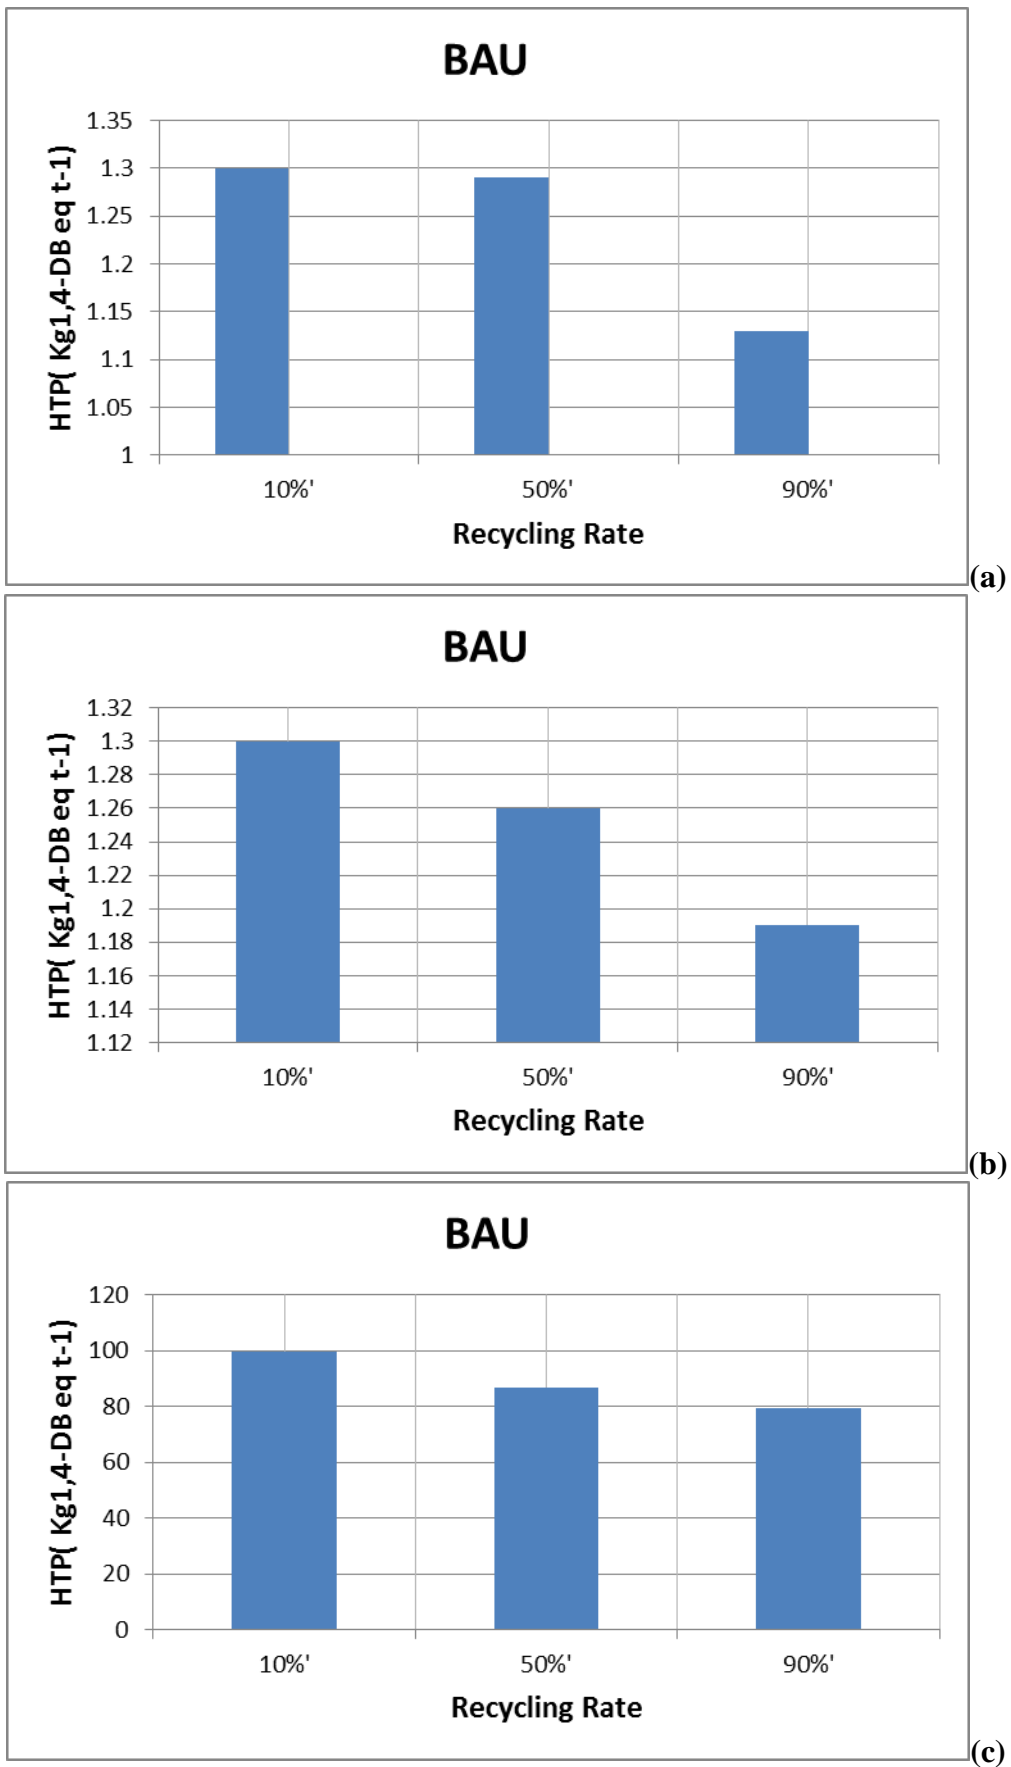 BAU
HTP( Kg1,4-DB eq t-1)
1.35
1.3
1.25
1.2
1.15
1.1
1.05
1
10%' 50%' 90%'
Recycling Rate
(a)
BAU
HTP( Kg1,4-DB eq t-1)
1.32
1.3
1.28
1.26
1.24
1.22
1.2
1.18
1.16
1.14
1.12
10%' 50%' 90%'
Recycling Rate
(b)
BAU
HTP( Kg1,4-DB eq t-1)
120
100
80
60
40
20
0
10%' 50%' 90%'
Recycling Rate
(c)